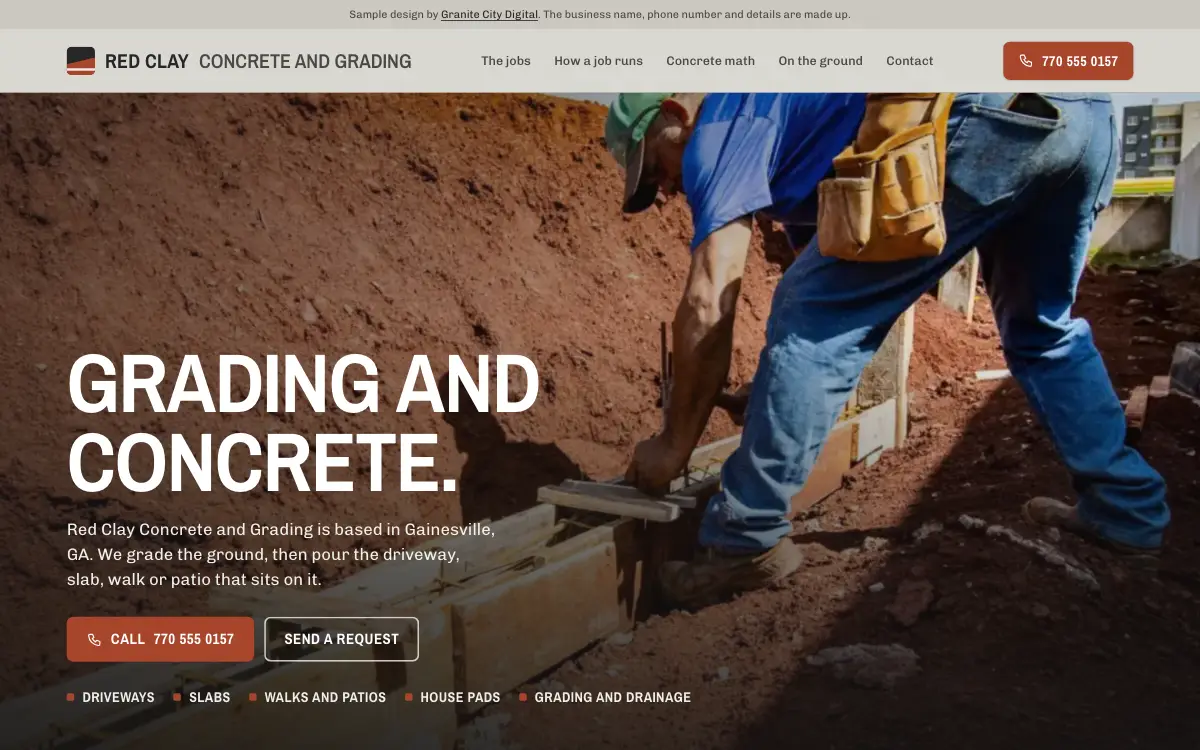 Sample design by Granite City Digital. The business name, phone number and details are made up.
RED CLAY CONCRETE AND GRADING
The jobs
How a job runs
Concrete math
On the ground
Contact
770 555 0157
GRADING AND
CONCRETE.
Red Clay Concrete and Grading is based in Gainesville,
GA. We grade the ground, then pour the driveway,
slab, walk or patio that sits on it.
CALL 770 555 0157
SEND A REQUEST
DRIVEWAYS
SLABS
WALKS AND PATIOS
HOUSE PADS
GRADING AND DRAINAGE